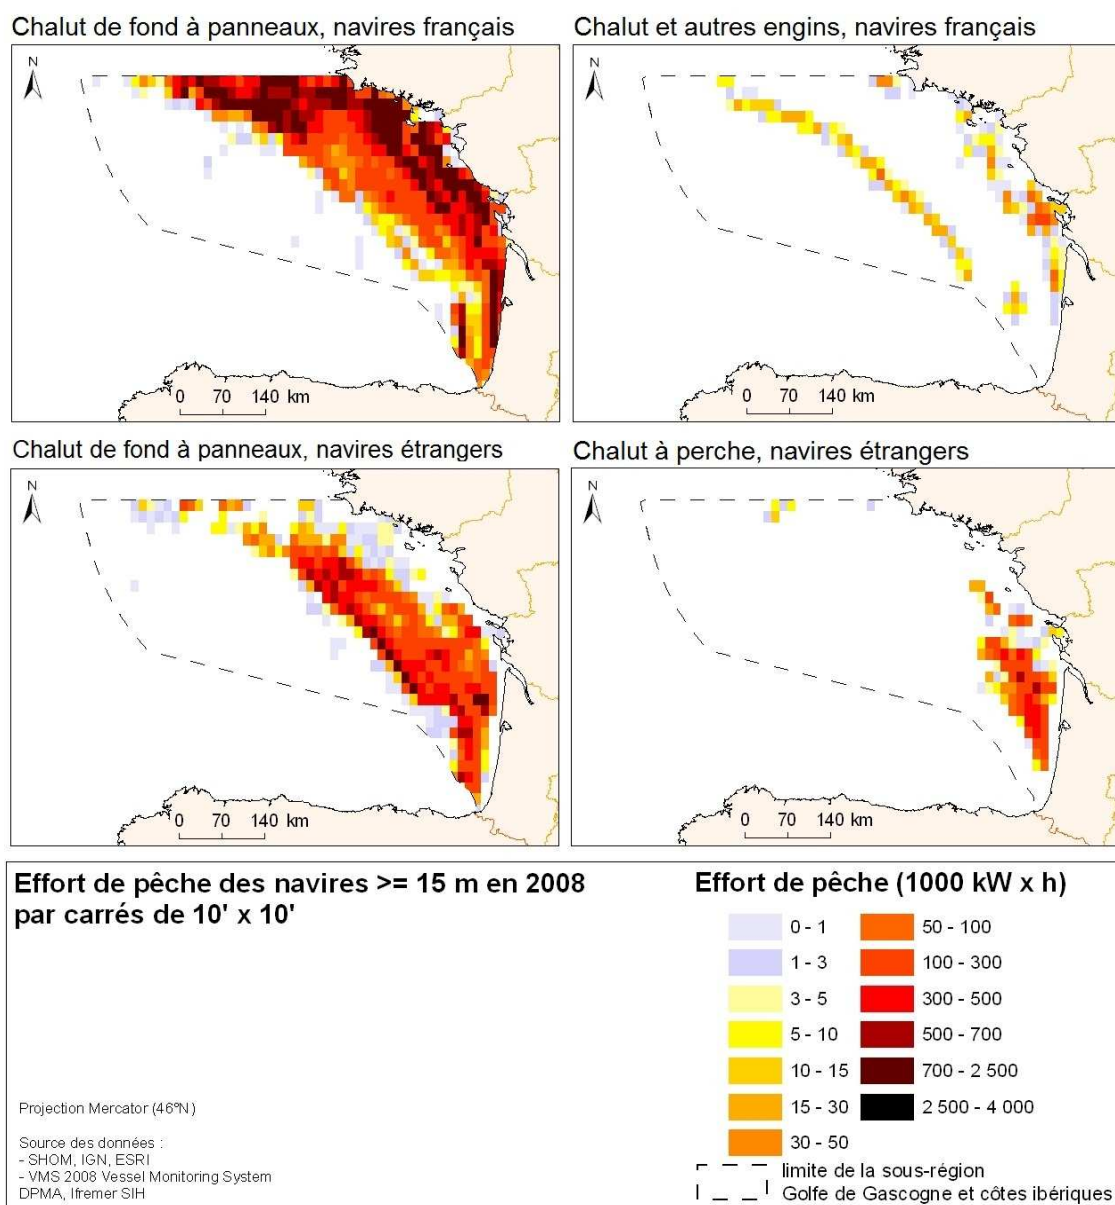 Chalut de fond à panneaux, navires français
Chalut et autres engins, navires français
N
0 70 140 km
N
0 70 140 km
Chalut de fond à panneaux, navires étrangers
Chalut à perche, navires étrangers
N
0 70 140 km
N
0 70 140 km
Effort de pêche des navires >= 15 m en 2008
par carrés de 10' x 10'
Projection Mercator (46°N)
Source des données :
- SHOM, IGN, ESRI
- VMS 2008 Vessel Monitoring System
DPMA, Ifremer SIH
Effort de pêche (1000 kW x h)
0 - 1
1 - 3
3 - 5
5 - 10
10 - 15
15 - 30
30 - 50
50 - 100
100 - 300
300 - 500
500 - 700
700 - 2 500
2 500 - 4 000
limite de la sous-région
Golfe de Gascogne et côtes ibériques